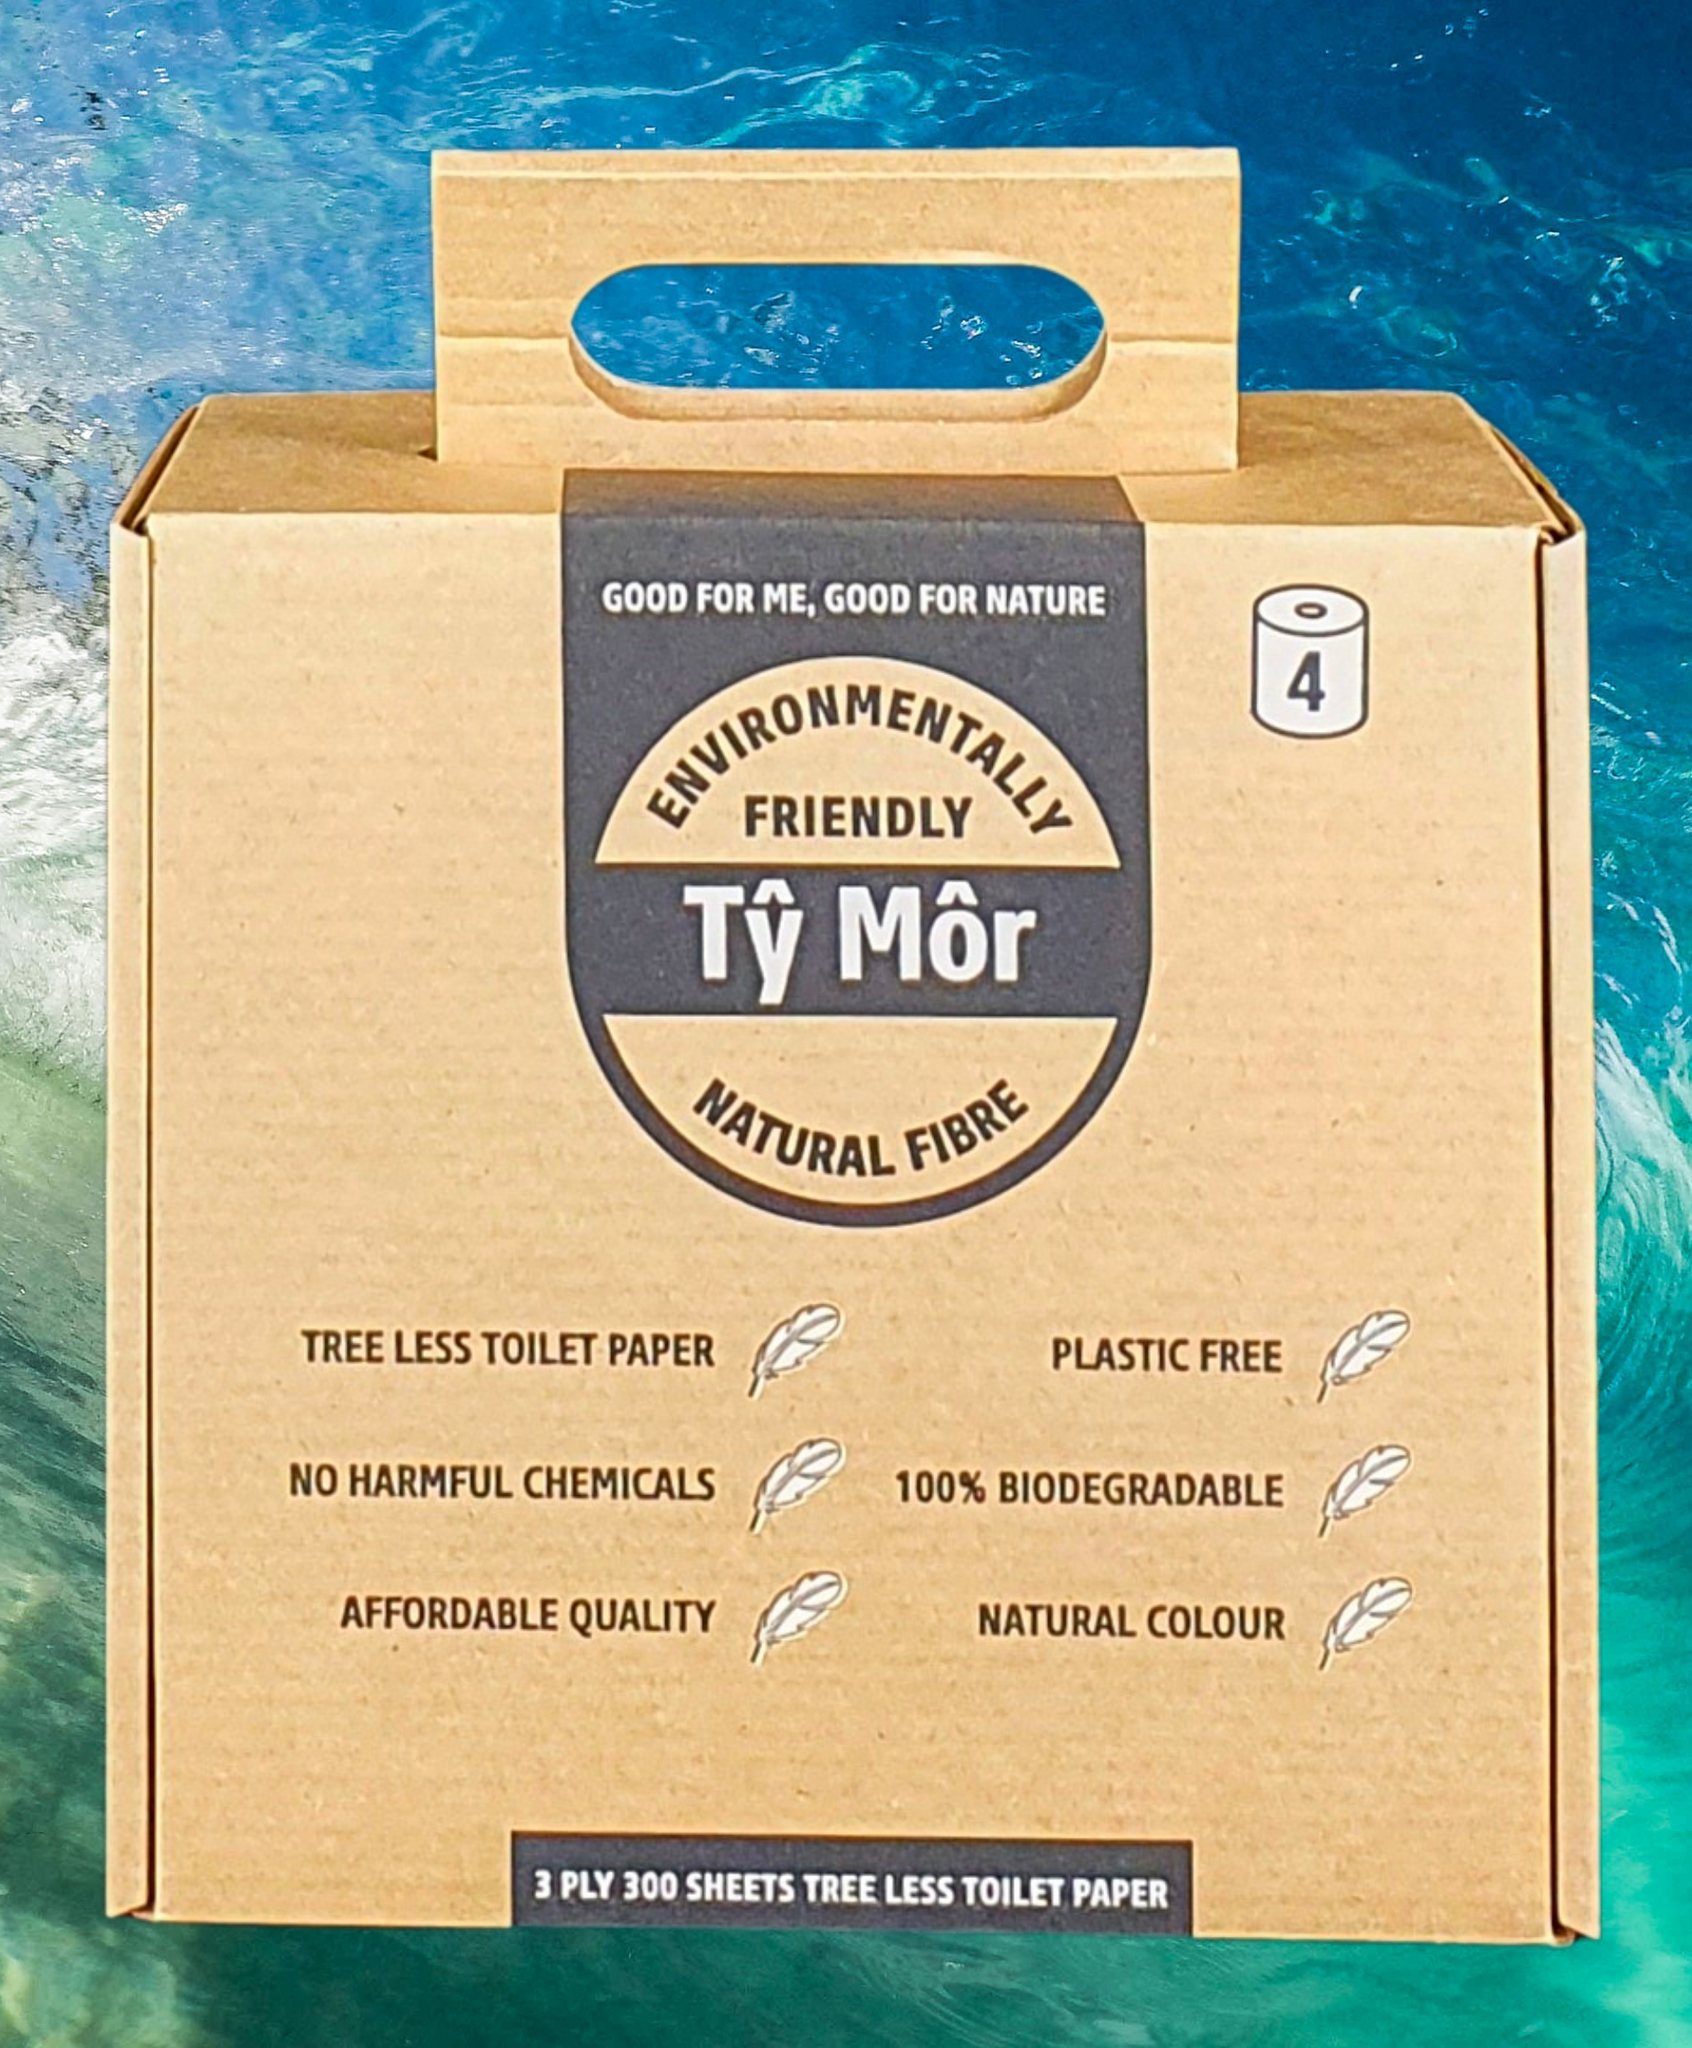 GOOD FOR ME, GOOD FOR NATURE
4
ENVIRONMENTALLY
FRIENDLY
Tŷ Môr
NATURAL FIBRE
TREE LESS TOILET PAPER
PLASTIC FREE
NO HARMFUL CHEMICALS
100% BIODEGRADABLE
AFFORDABLE QUALITY
NATURAL COLOUR
3 PLY 300 SHEETS TREE LESS TOILET PAPER